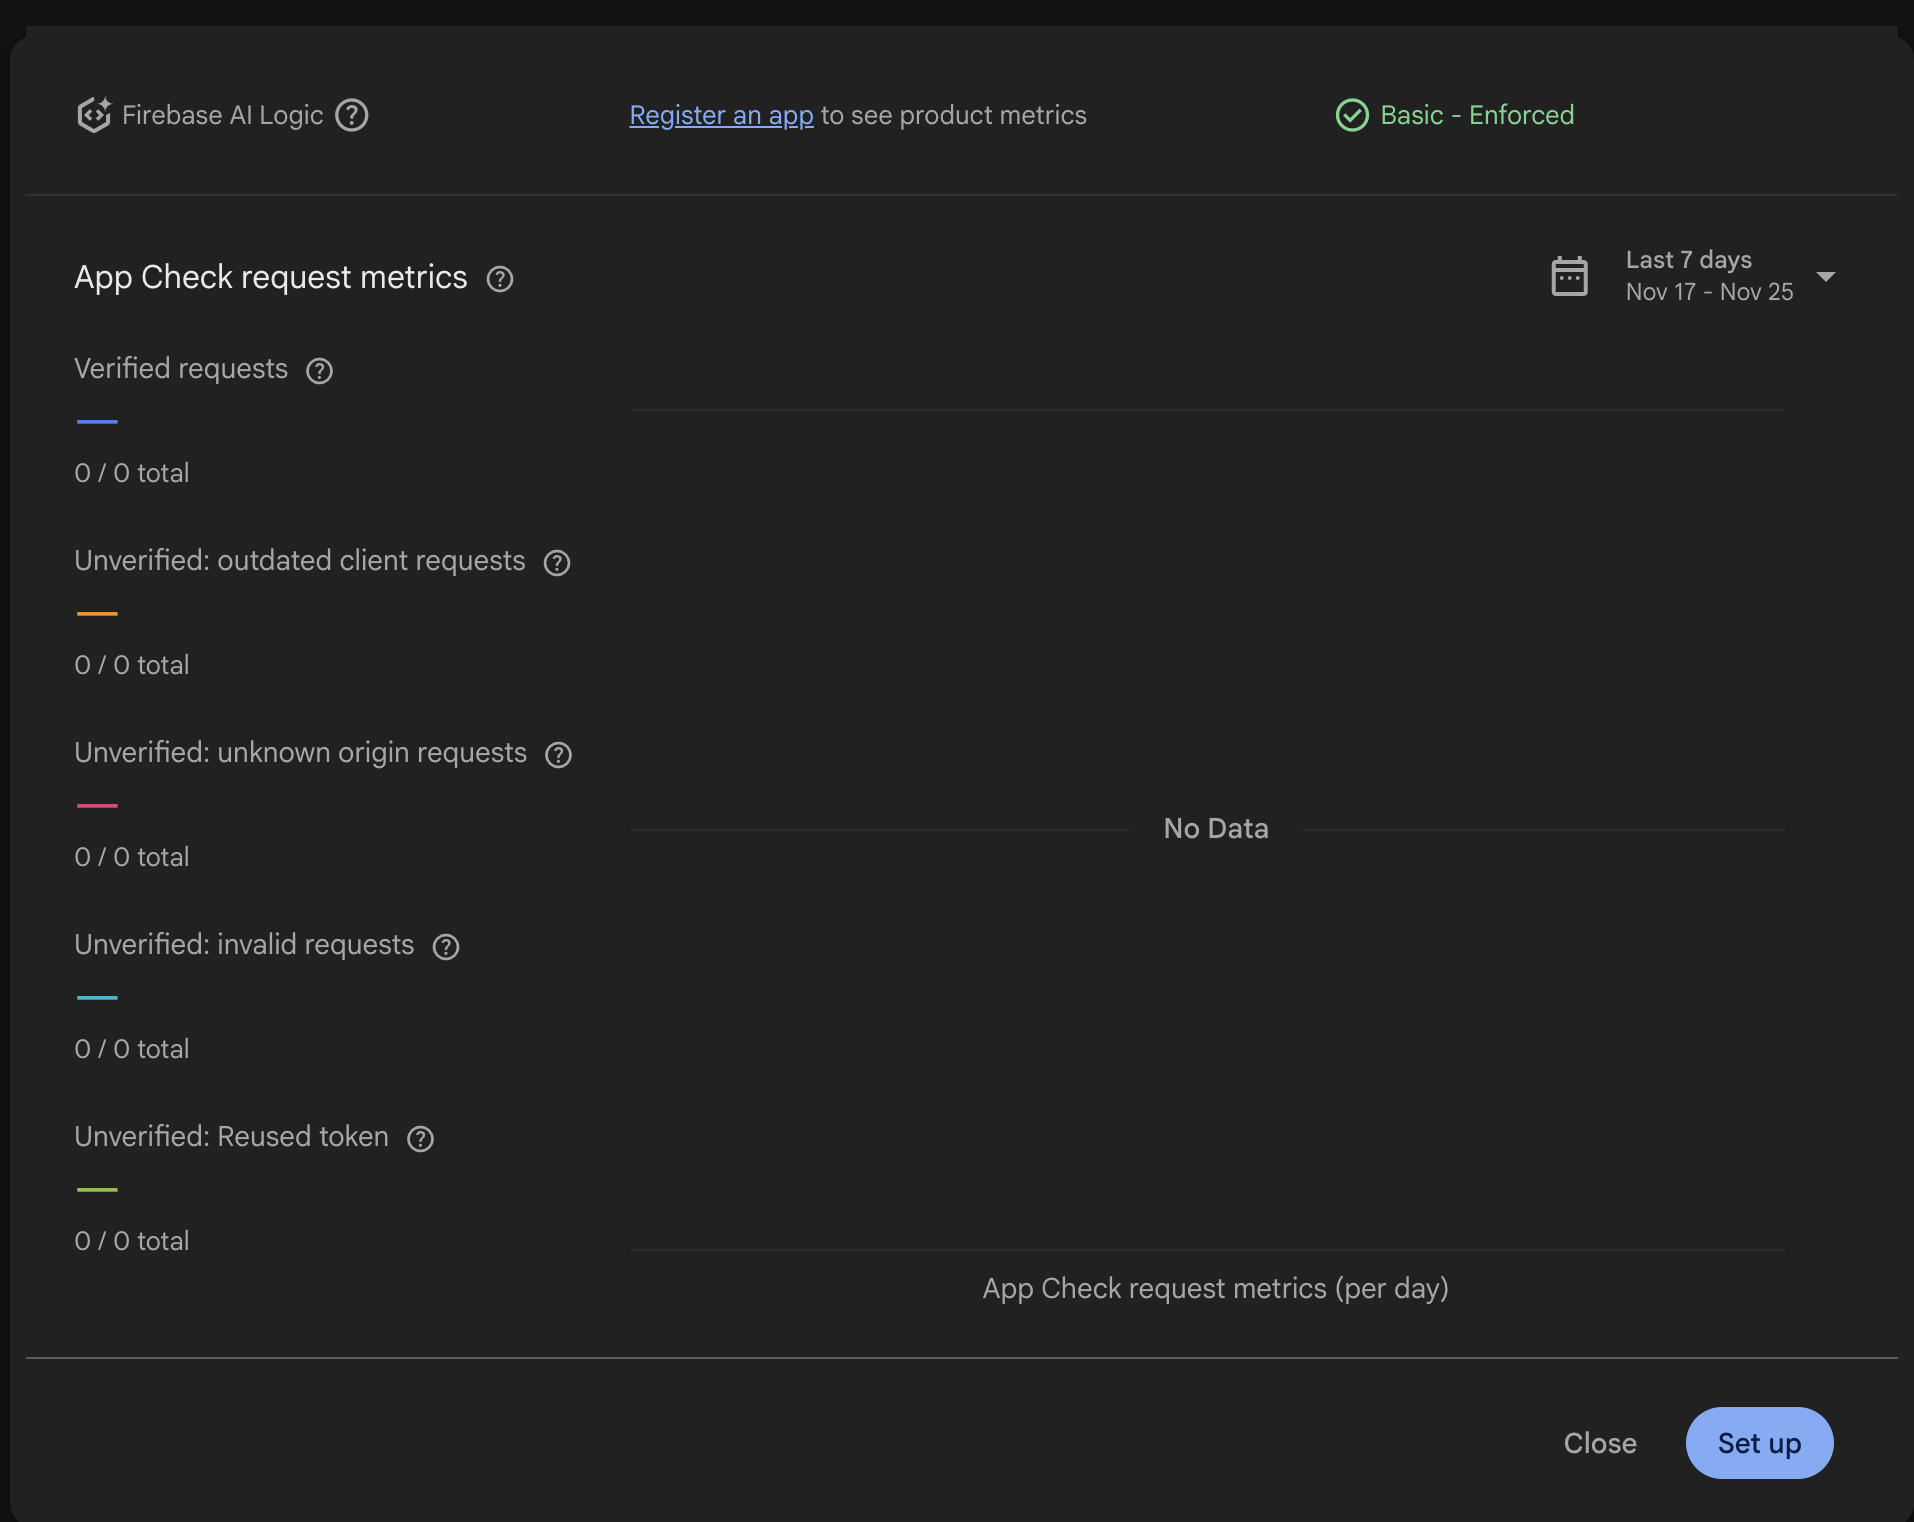 Firebase AI Logic
Register an app to see product metrics
Basic - Enforced
App Check request metrics
Last 7 days
Nov 17 - Nov 25
Verified requests
0 / 0 total
Unverified: outdated client requests
0 / 0 total
Unverified: unknown origin requests
0 / 0 total
Unverified: invalid requests
0 / 0 total
Unverified: Reused token
0 / 0 total
No Data
App Check request metrics (per day)
Close
Set up